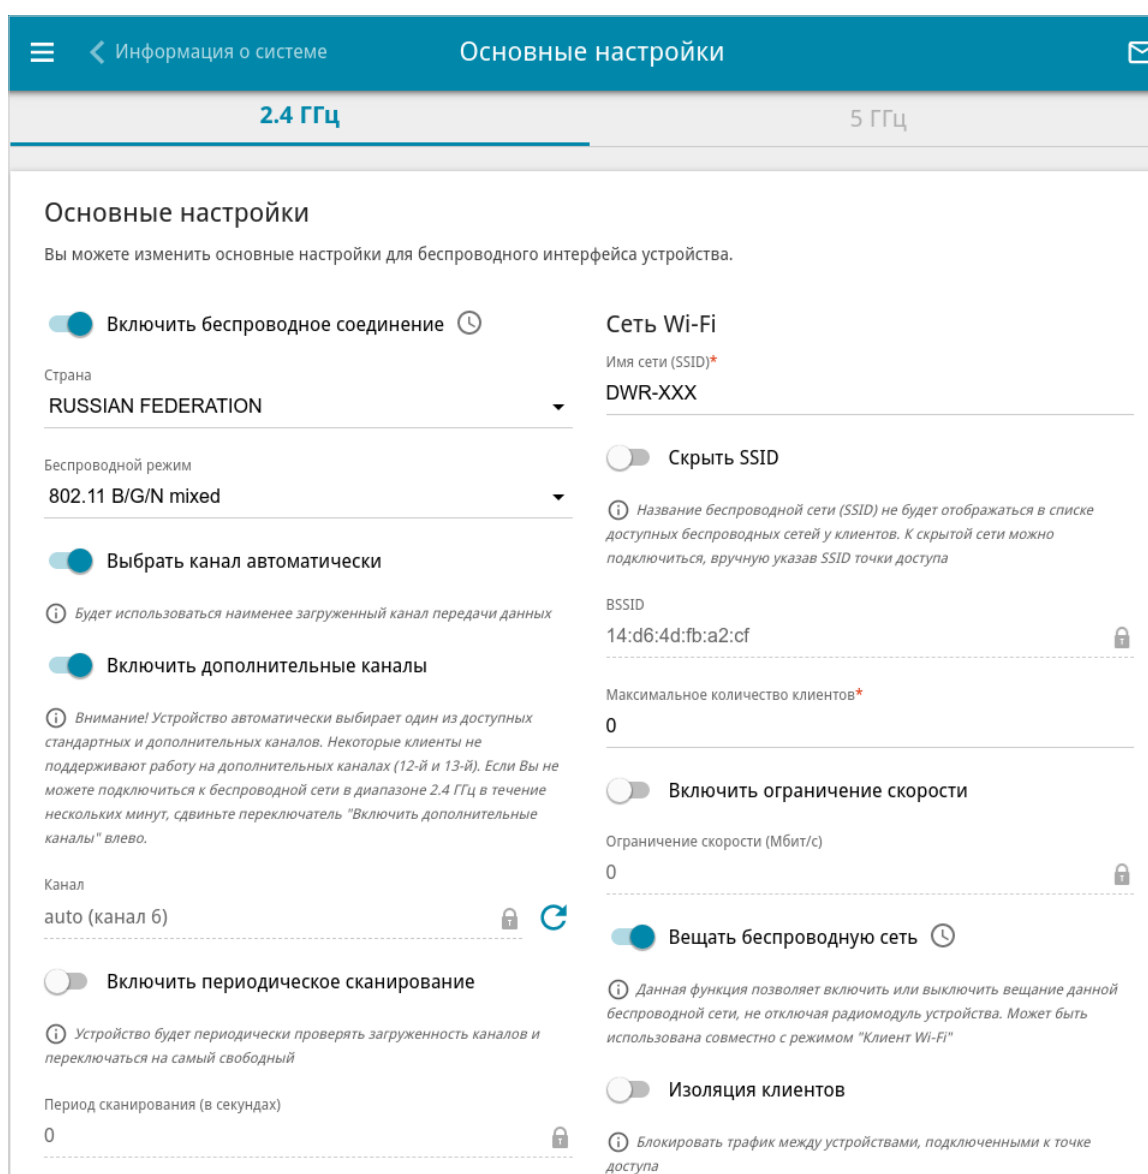 Информация о системе
Основные настройки
2.4 ГГц
5 ГГц
Основные настройки
Вы можете изменить основные настройки для беспроводного интерфейса устройства.
Включить беспроводное соединение
Страна
RUSSIAN FEDERATION
Беспроводной режим
802.11 B/G/N mixed
Выбрать канал автоматически
Будет использоваться наименее загруженный канал передачи данных
Включить дополнительные каналы
Внимание! Устройство автоматически выбирает один из доступных
стандартных и дополнительных каналов. Некоторые клиенты не
поддерживают работу на дополнительных каналах (12-й и 13-й). Если Вы не
можете подключиться к беспроводной сети в диапазоне 2.4 ГГц в течение
нескольких минут, сдвиньте переключатель "Включить дополнительные
каналы" влево.
Канал
auto (канал 6)
Включить периодическое сканирование
Устройство будет периодически проверять загруженность каналов и
переключаться на самый свободный
Период сканирования (в секундах)
0
Сеть Wi-Fi
Имя сети (SSID)*
DWR-XXX
Скрыть SSID
Название беспроводной сети (SSID) не будет отображаться в списке
доступных беспроводных сетей у клиентов. К скрытой сети можно
подключиться, вручную указав SSID точки доступа
BSSID
14:d6:4d:fb:a2:cf
Максимальное количество клиентов*
0
Включить ограничение скорости
Ограничение скорости (Мбит/с)
0
Вещать беспроводную сеть
Данная функция позволяет включить или выключить вещание данной
беспроводной сети, не отключая радиомодуль устройства. Может быть
использована совместно с режимом "Клиент Wi-Fi"
Изоляция клиентов
Блокировать трафик между устройствами, подключенными к точке
доступа